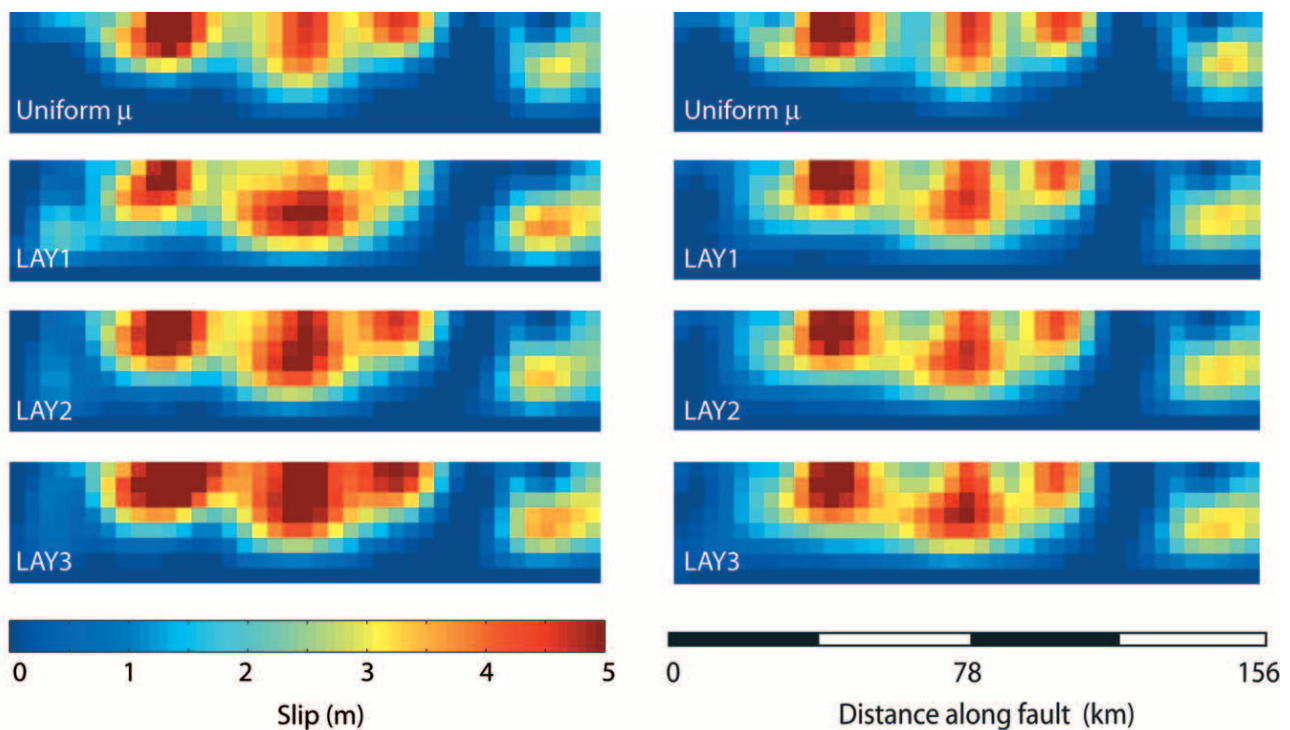 Uniform μ
Uniform μ
LAY1
LAY1
LAY2
LAY2
LAY3
LAY3
0 1 2 3 4 5
Slip (m)
0 78 156
Distance along fault (km)